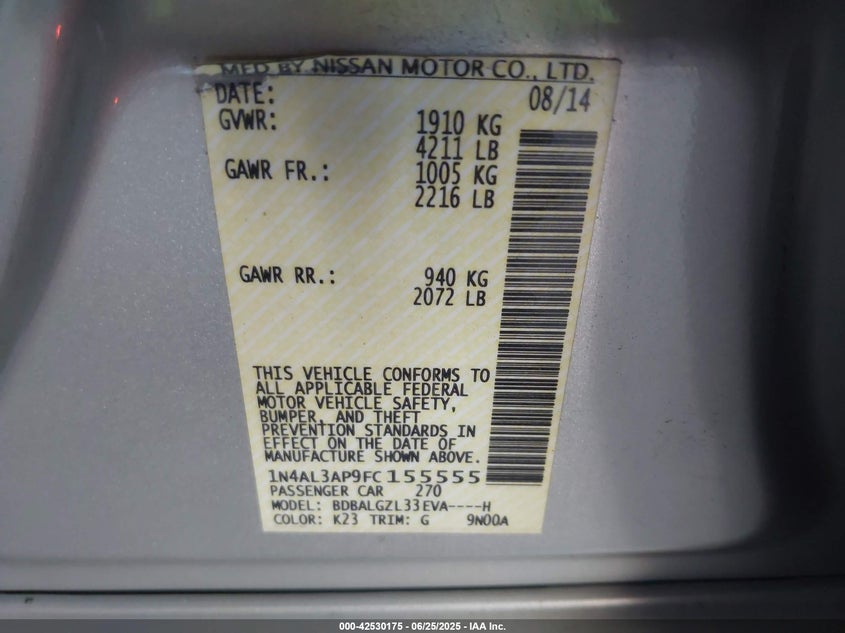 MFD BY NISSAN MOTOR CO., LTD.
DATE: 08/14
GVWR: 1910 KG
4211 LB
GAWR FR.: 1005 KG
2216 LB
GAWR RR.: 940 KG
2072 LB
THIS VEHICLE CONFORMS TO
ALL APPLICABLE FEDERAL
MOTOR VEHICLE SAFETY,
BUMPER, AND THEFT
PREVENTION STANDARDS IN
EFFECT ON THE DATE OF
MANUFACTURE SHOWN ABOVE.
1N4AL3AP9FC155555
PASSENGER CAR 270
MODEL: BDBALGZL33EVA----H
COLOR: K23 TRIM: G 9N00A
000-42530175 - 06/25/2025 - IAA Inc.